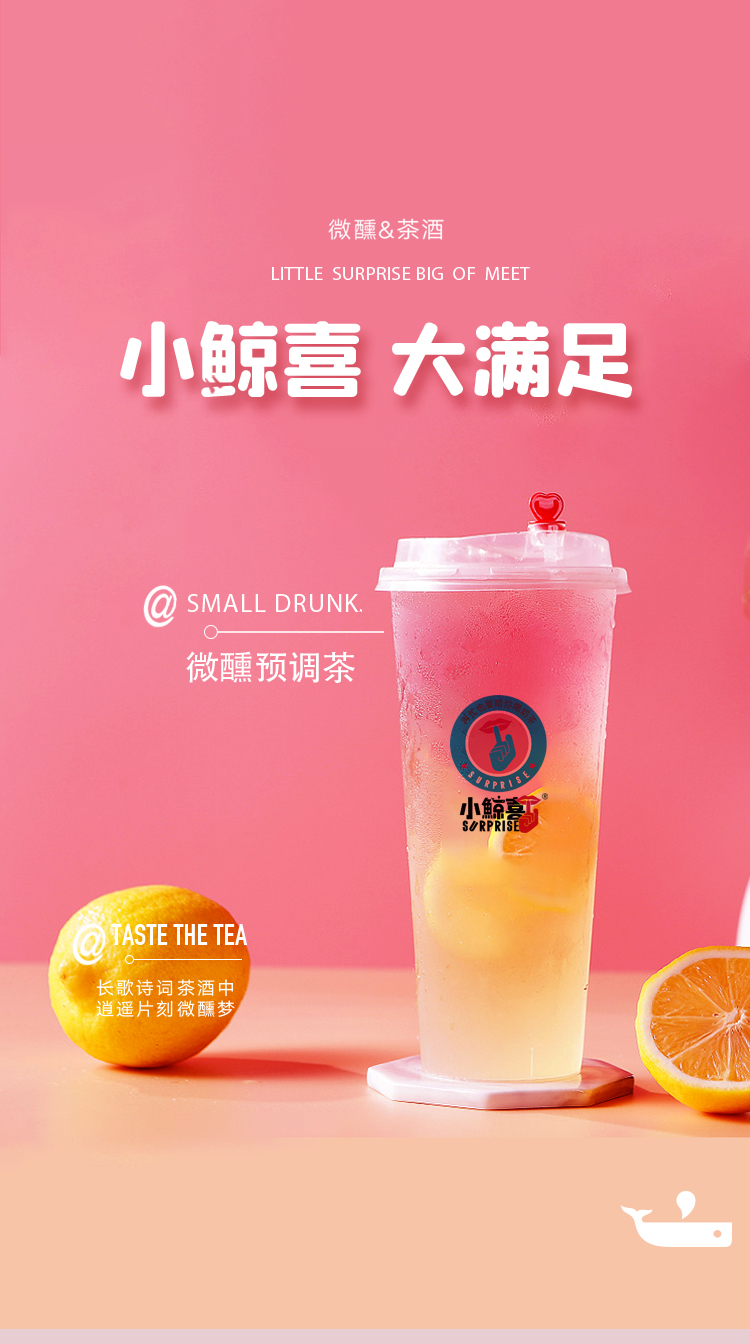 微醺&茶酒
LITTLE SURPRISE BIG OF MEET
小鲸喜 大满足
@ SMALL DRUNK.
微醺预调茶
SURPRISE
小鲸喜®
SURPRISE
@ TASTE THE TEA
长歌诗词茶酒中
逍遥片刻微醺梦